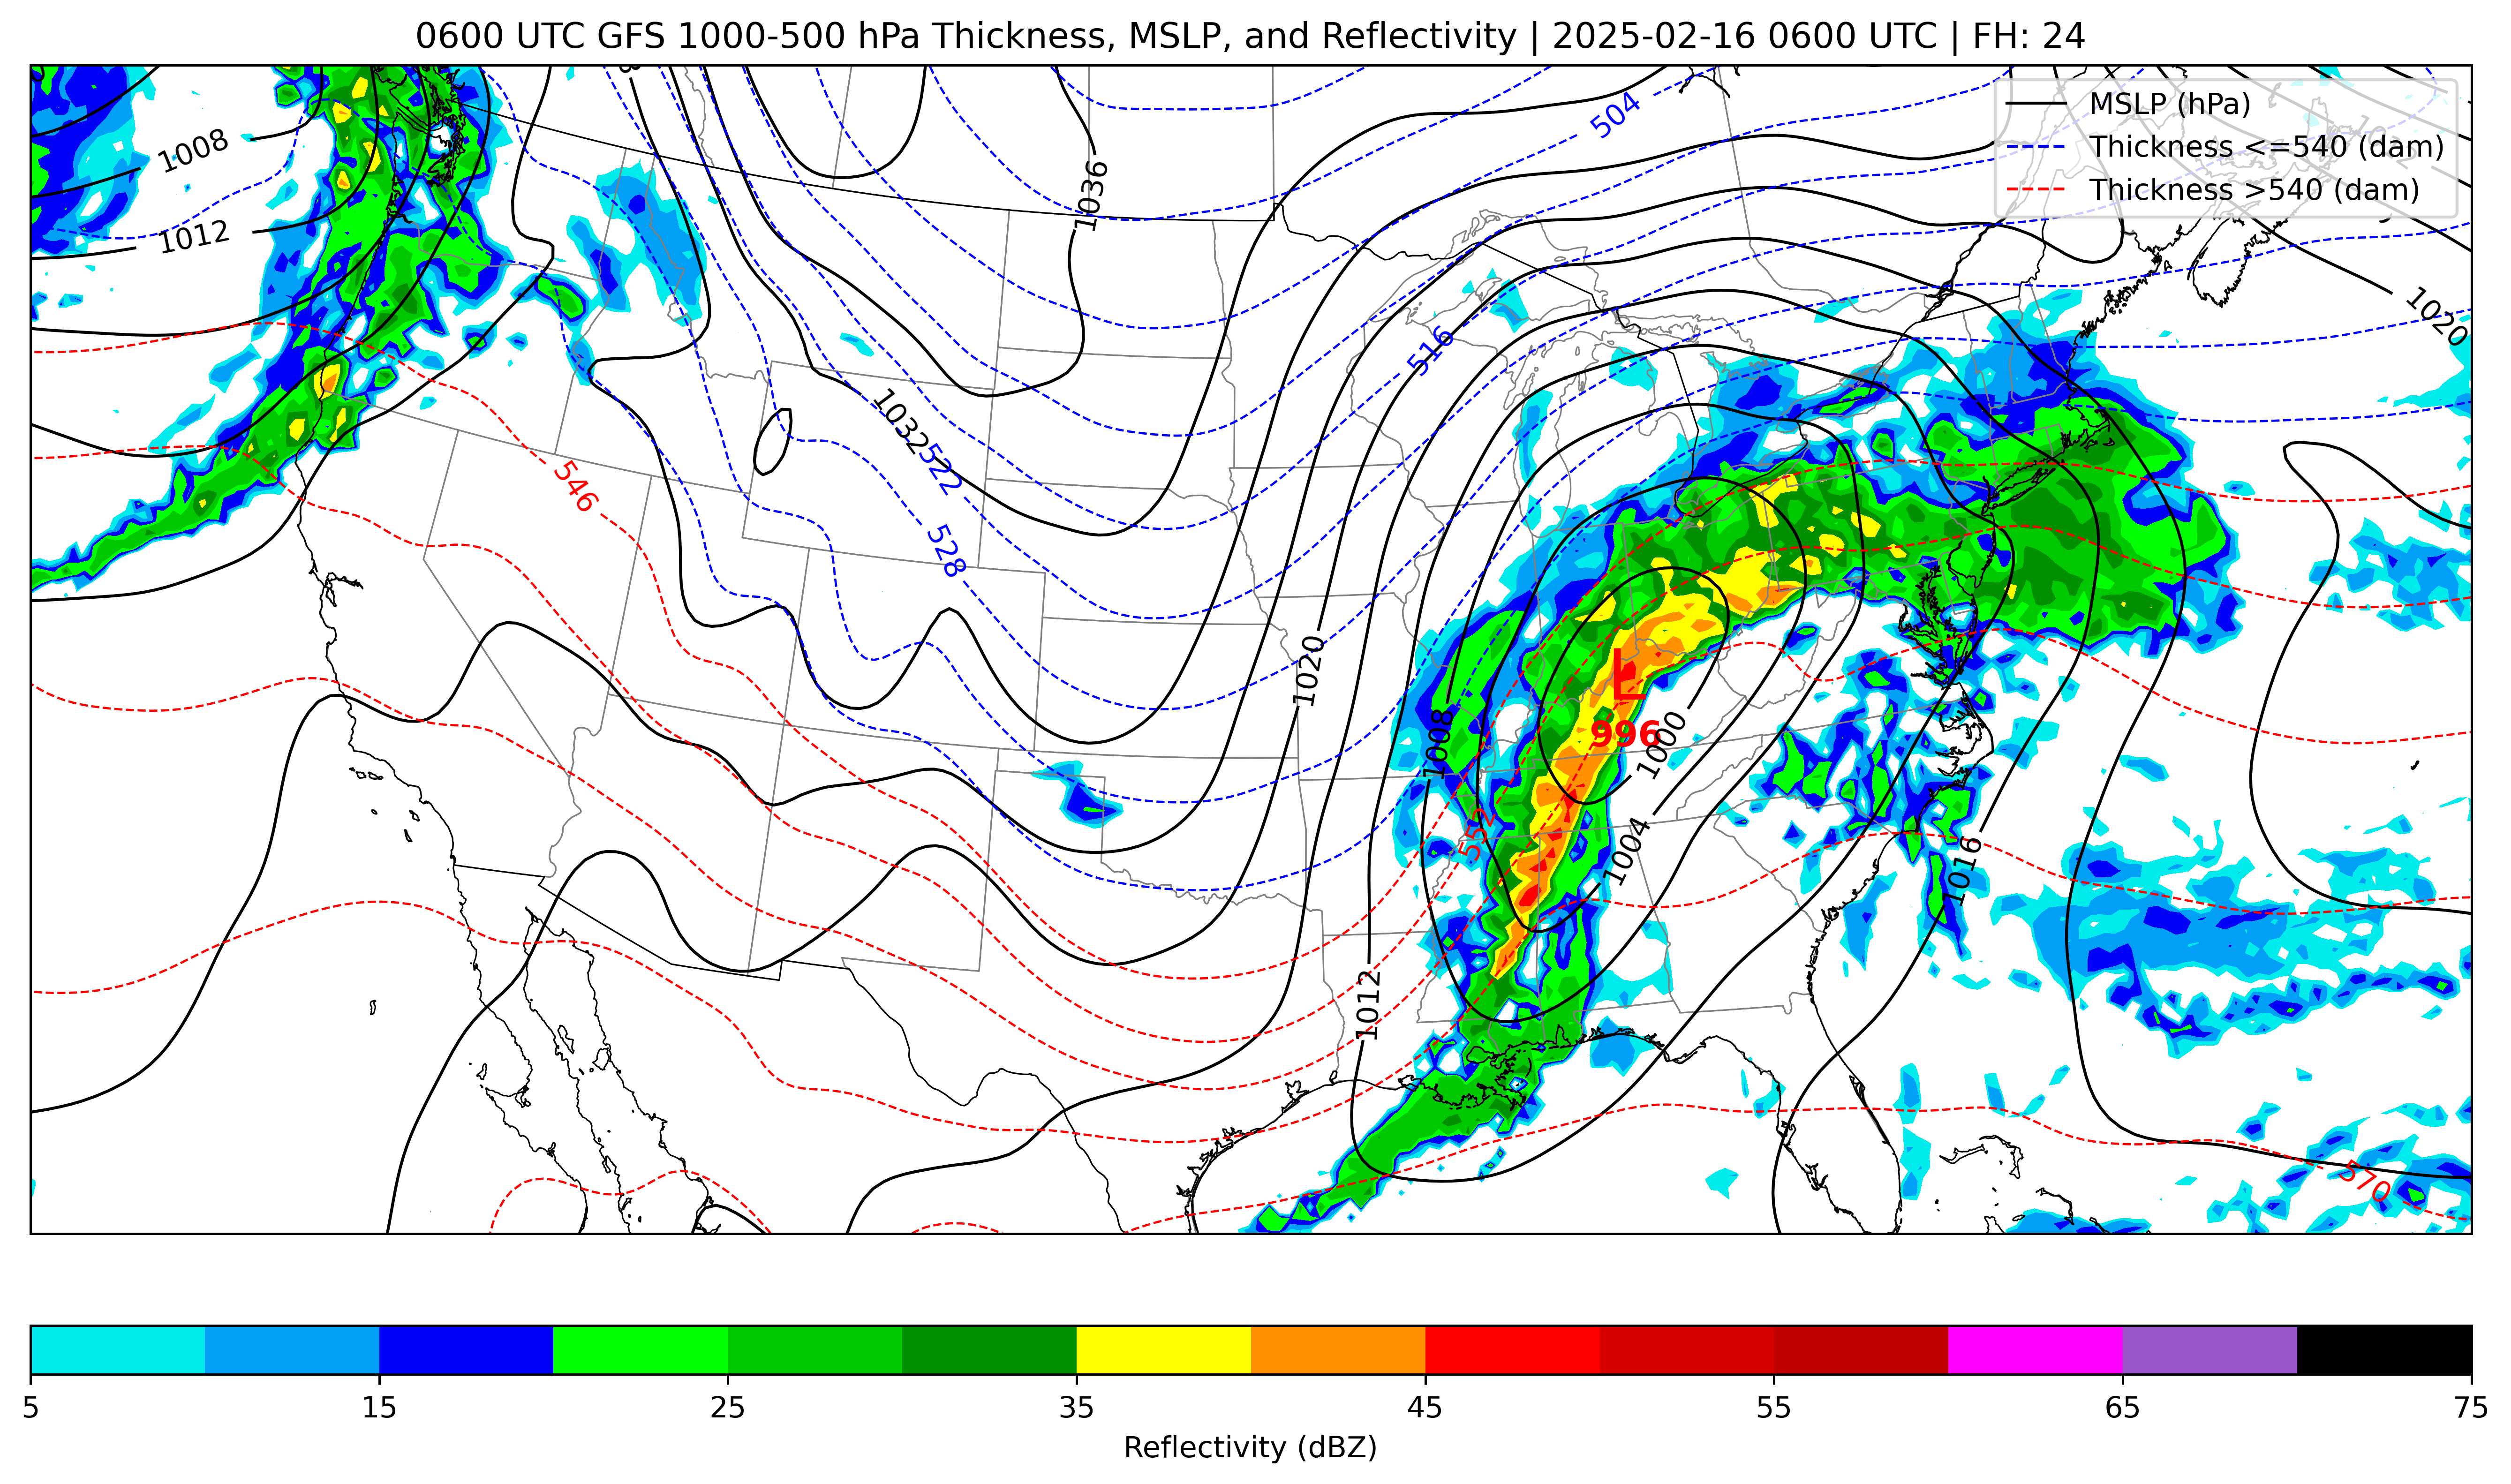 0600 UTC GFS 1000-500 hPa Thickness, MSLP, and Reflectivity | 2025-02-16 0600 UTC | FH: 24
MSLP (hPa)
Thickness <=540 (dam)
Thickness >540 (dam)
504
1008
1036
1012
1020
516
1032
522
546
528
1020
L
996
1008
1000
552
1004
1016
1012
570
5 15 25 35 45 55 65 75
Reflectivity (dBZ)